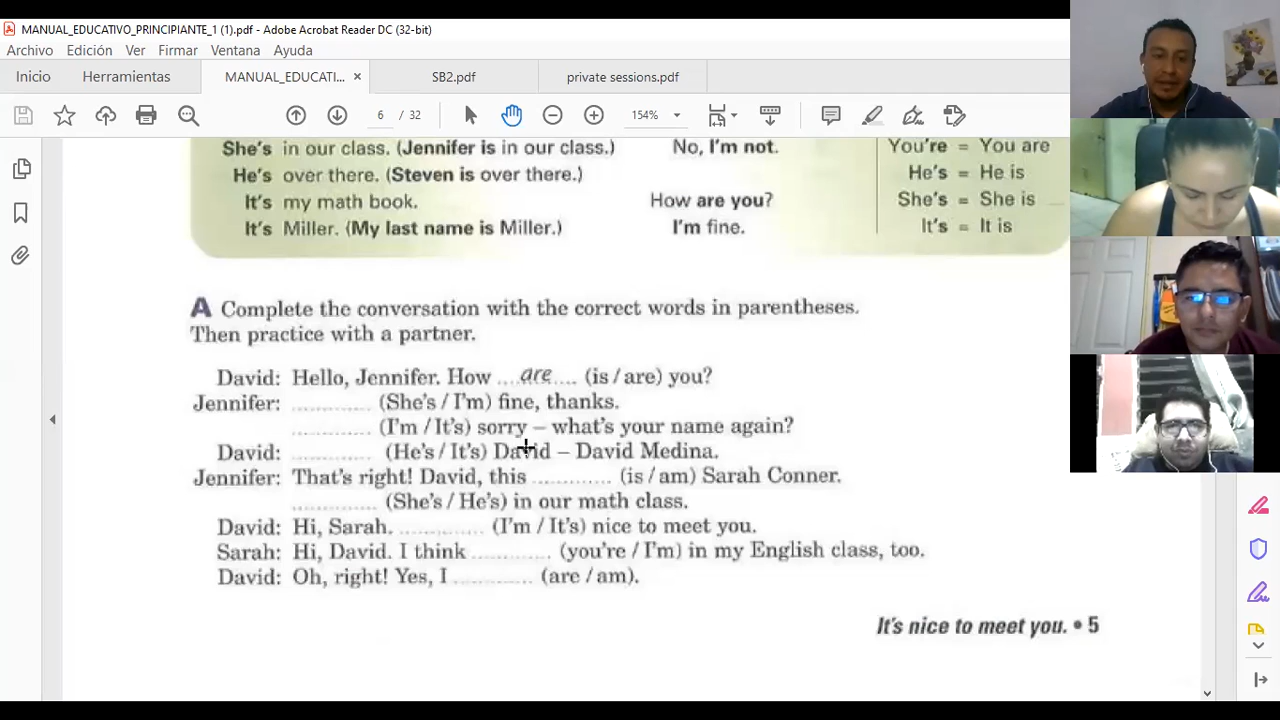 MANUAL_EDUCATIVO_PRINCIPIANTE_1 (1).pdf - Adobe Acrobat Reader DC (32-bit)
Archivo Edición Ver Firmar Ventana Ayuda
Inicio Herramientas MANUAL_EDUCATI... × SB2.pdf private sessions.pdf
6 / 32 154%
She's in our class. (Jennifer is in our class.) No, I'm not. You're = You are
He's over there. (Steven is over there.) He's = He is
It's my math book. How are you? She's = She is
It's Miller. (My last name is Miller.) I'm fine. It's = It is
A Complete the conversation with the correct words in parentheses.
Then practice with a partner.
David: Hello, Jennifer. How ....are.... (is / are) you?
Jennifer: ............ (She's / I'm) fine, thanks.
............ (I'm / It's) sorry – what's your name again?
David: ............ (He's / It's) David – David Medina.
Jennifer: That's right! David, this ............ (is / am) Sarah Conner.
............ (She's / He's) in our math class.
David: Hi, Sarah. ............ (I'm / It's) nice to meet you.
Sarah: Hi, David. I think ............ (you're / I'm) in my English class, too.
David: Oh, right! Yes, I ............ (are / am).
It's nice to meet you. • 5